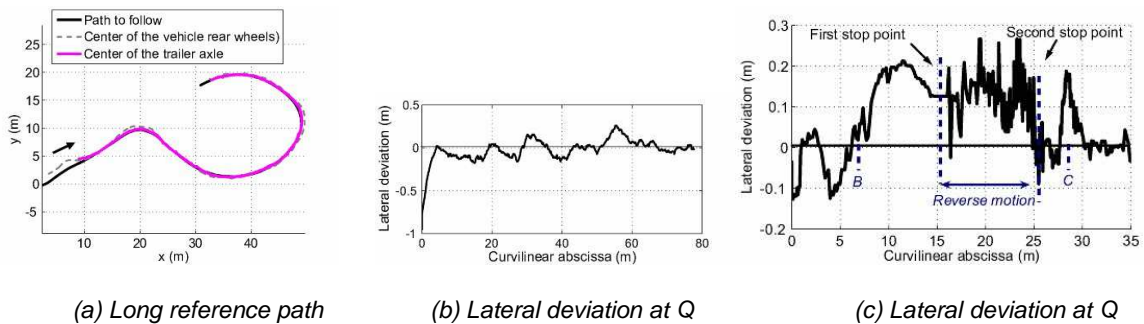 Path to follow
Center of the vehicle rear wheels)
Center of the trailer axle
25
20
15
10
5
0
-5
y (m)
10 20 30 40
x (m)
(a) Long reference path
0.5
0
-0.5
-1
Lateral deviation (m)
0 20 40 60 80
Curvilinear abscissa (m)
(b) Lateral deviation at Q
First stop point
Second stop point
0.3
0.2
0.1
0
-0.1
0.2
Lateral deviation (m)
B
C
Reverse motion
0 5 10 15 20 25 30 35
Curvilinear abscissa (m)
(c) Lateral deviation at Q